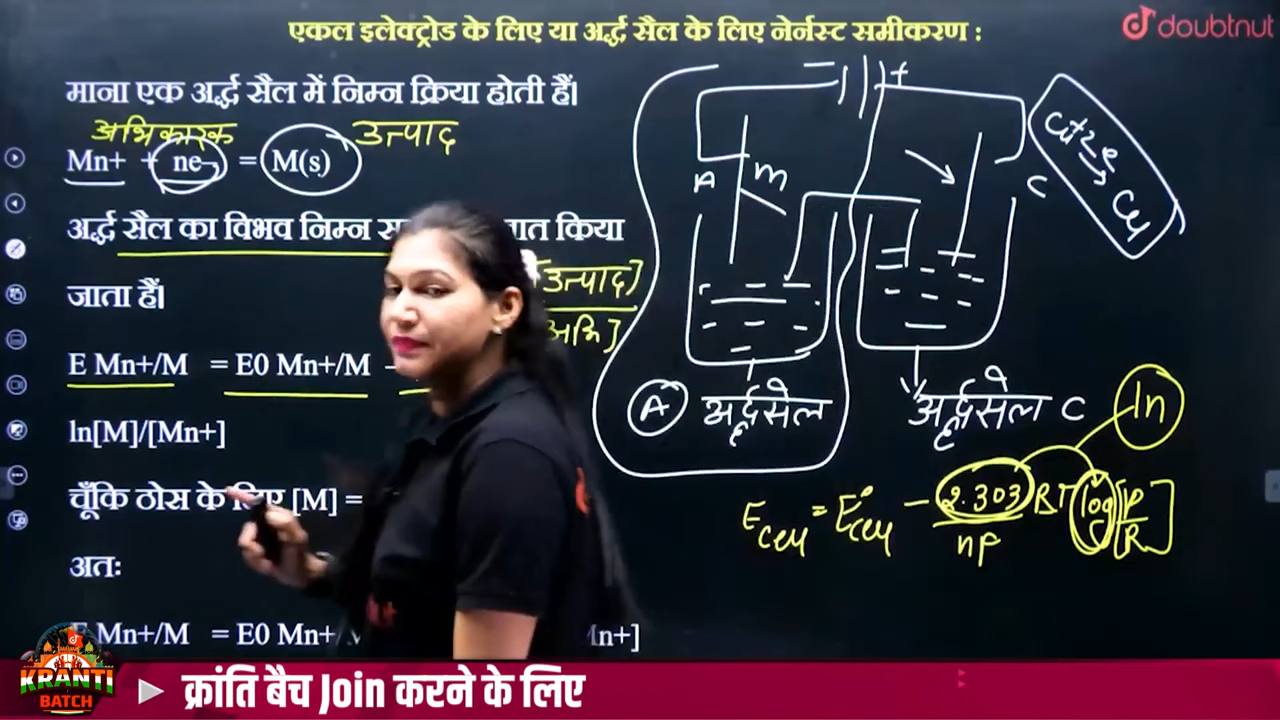 एकल इलेक्ट्रोड के लिए या अर्द्ध सैल के लिए नेर्नस्ट समीकरण :
doubtnut
माना एक अर्द्ध सैल में निम्न क्रिया होती हैं।
अभिकारक उत्पाद
Mn+ + ne- = M(s)
अर्द्ध सैल का विभव निम्न किया
जाता हैं।
[उत्पाद]
E Mn+/M = E0 Mn+/M -
ln[M]/[Mn+]
चूँकि ठोस के लिए [M] =
अतः
E Mn+/M = E0 Mn+
- +
A M
C
A अर्द्धसेल
अर्द्धसेल C
ln
Ecell = E°cell - 2.303 RT log [P
nF R]
KRANTI
BATCH
क्रांति बैच Join करने के लिए